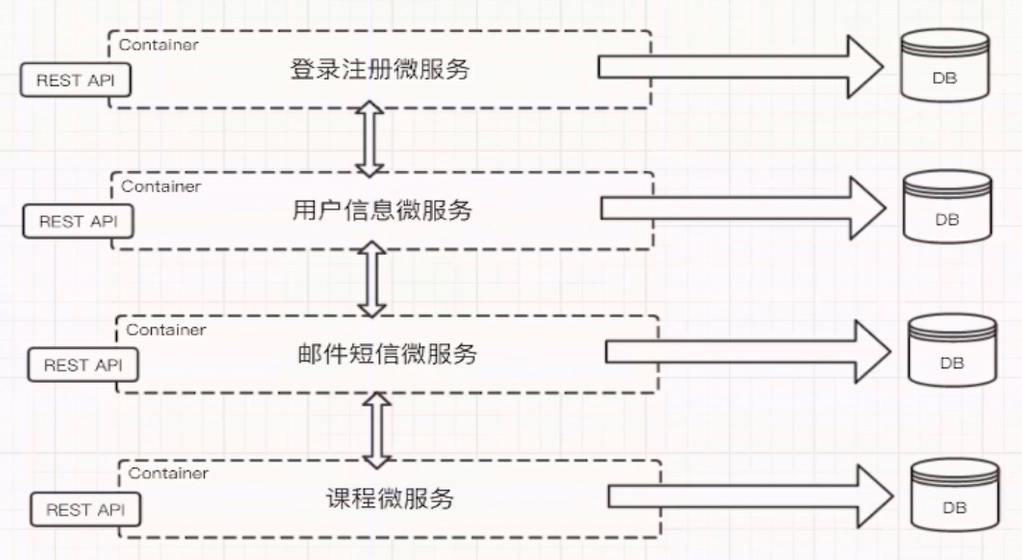 Container
REST API
登录注册微服务
DB
Container
REST API
用户信息微服务
DB
Container
REST API
邮件短信微服务
DB
Container
REST API
课程微服务
DB